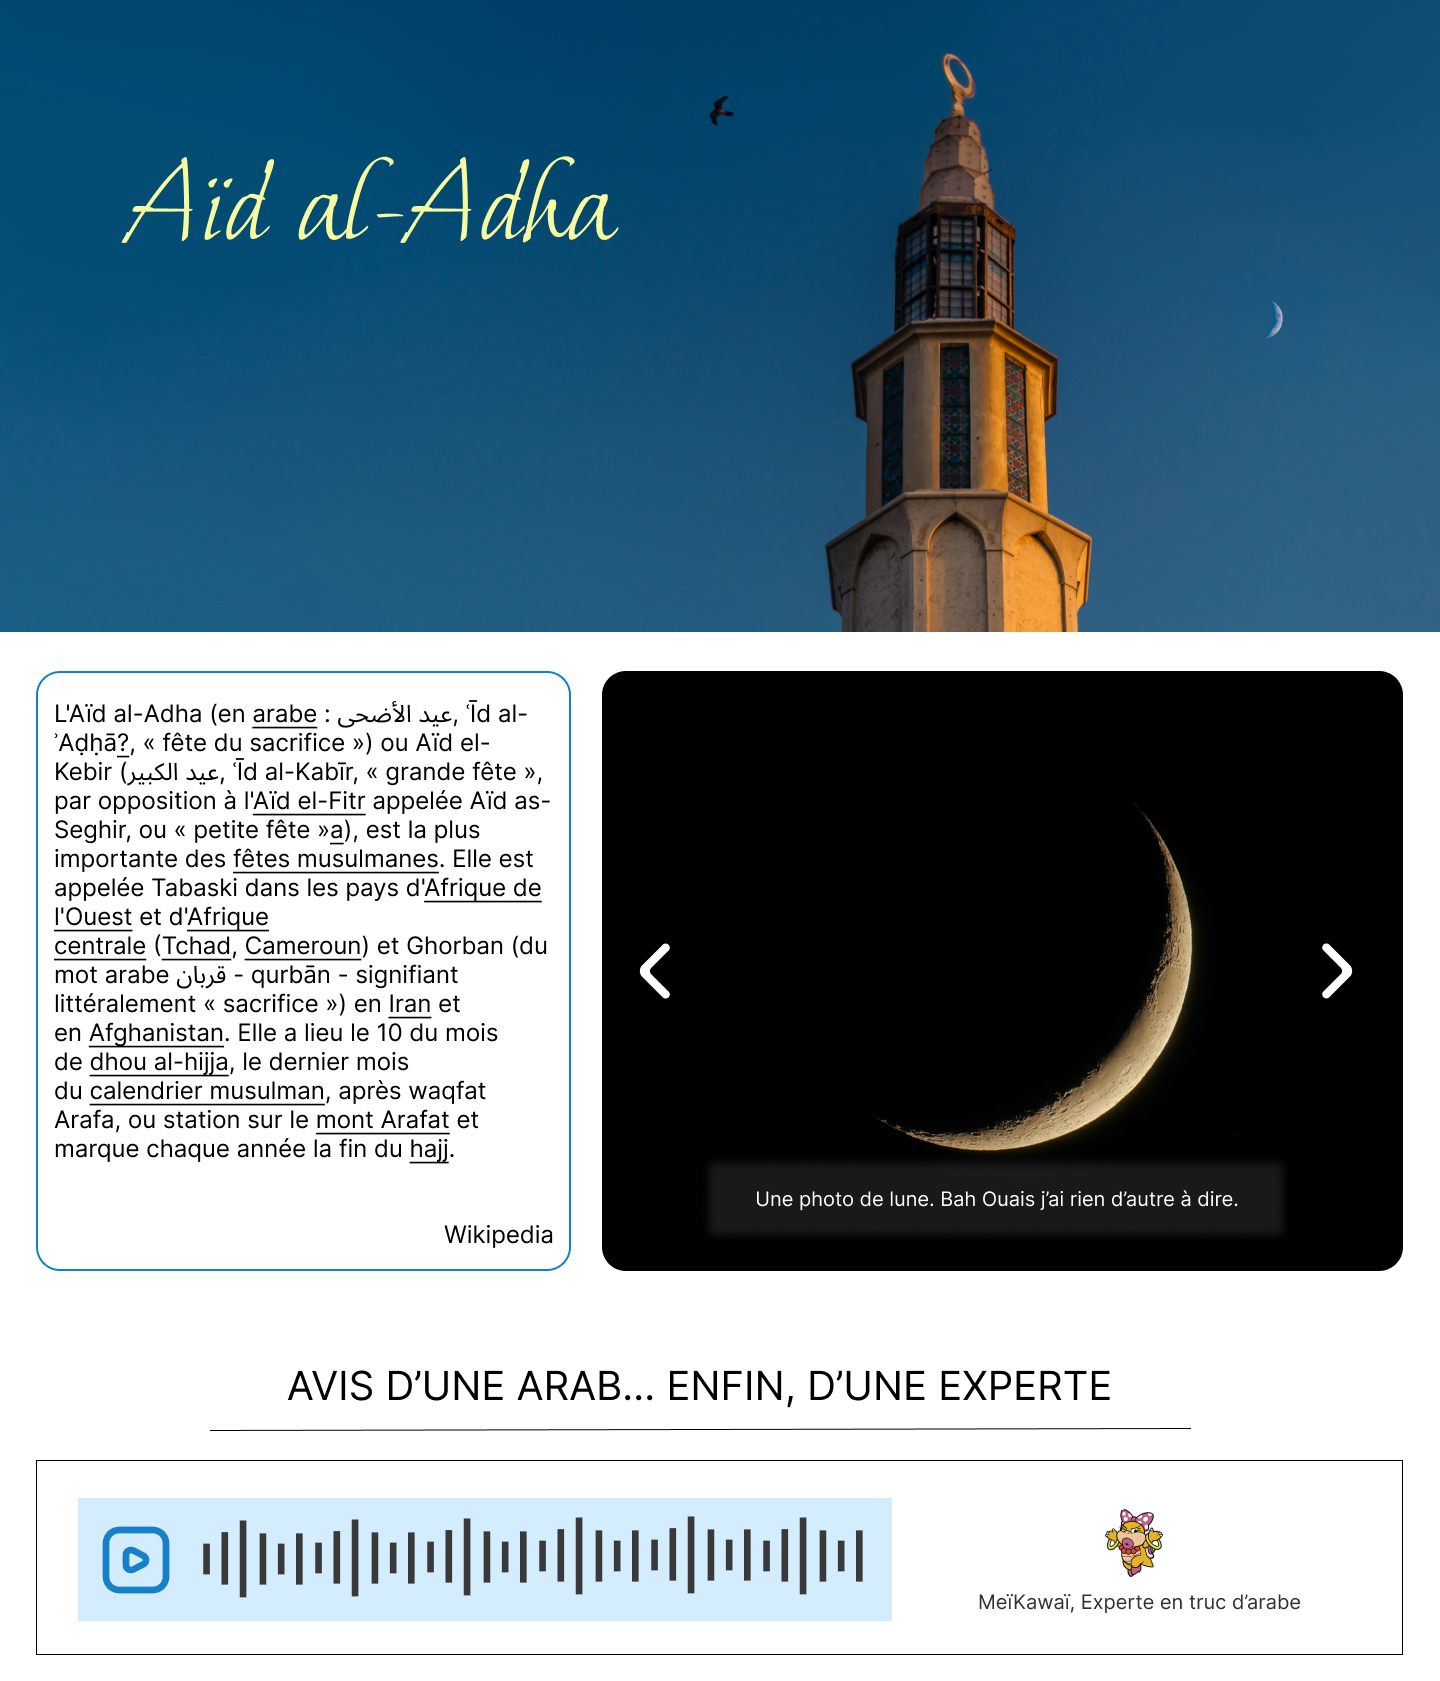 Aïd al-Adha
L'Aïd al-Adha (en arabe : عيد الأضحى, ʿĪd al-
ʾAḍḥā?, « fête du sacrifice ») ou Aïd el-
Kebir (عيد الكبير, ʿĪd al-Kabīr, « grande fête »,
par opposition à l'Aïd el-Fitr appelée Aïd as-
Seghir, ou « petite fête »a), est la plus
importante des fêtes musulmanes. Elle est
appelée Tabaski dans les pays d'Afrique de
l'Ouest et d'Afrique
centrale (Tchad, Cameroun) et Ghorban (du
mot arabe قربان - qurbān - signifiant
littéralement « sacrifice ») en Iran et
en Afghanistan. Elle a lieu le 10 du mois
de dhou al-hijja, le dernier mois
du calendrier musulman, après waqfat
Arafa, ou station sur le mont Arafat et
marque chaque année la fin du hajj.
Wikipedia
Une photo de lune. Bah Ouais j’ai rien d’autre à dire.
AVIS D’UNE ARAB... ENFIN, D’UNE EXPERTE
MeïKawaï, Experte en truc d’arabe